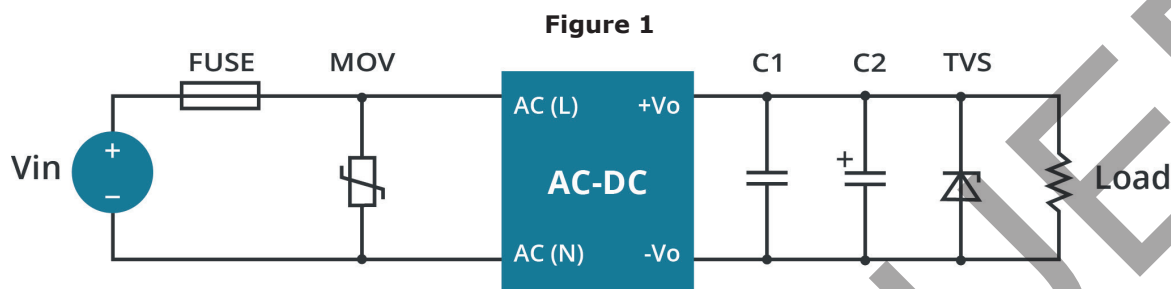 Figure 1
FUSE MOV C1 C2 TVS
AC (L) +Vo
+
Vin AC-DC + Load
−
AC (N) -Vo